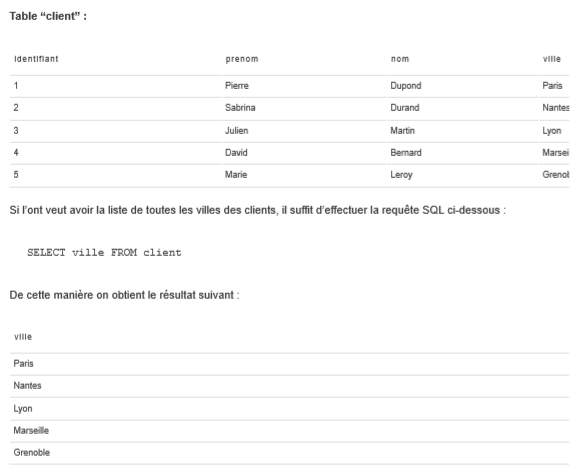 Table “client” :
identifiant prenom nom ville
1 Pierre Dupond Paris
2 Sabrina Durand Nantes
3 Julien Martin Lyon
4 David Bernard Marsei
5 Marie Leroy Grenob
Si l’ont veut avoir la liste de toutes les villes des clients, il suffit d’effectuer la requête SQL ci-dessous :
SELECT ville FROM client
De cette manière on obtient le résultat suivant :
ville
Paris
Nantes
Lyon
Marseille
Grenoble